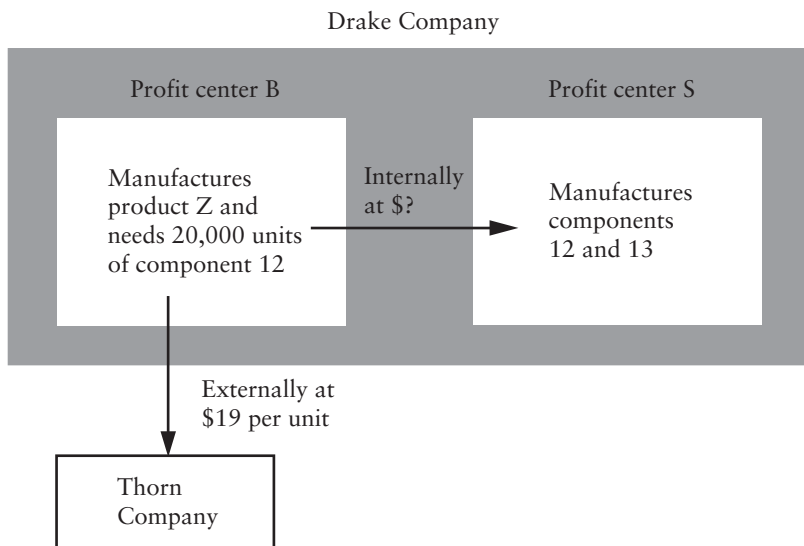 Drake Company
Profit center B
Profit center S
Manufactures
product Z and
needs 20,000 units
of component 12
Internally
at $?
Manufactures
components
12 and 13
Externally at
$19 per unit
Thorn
Company